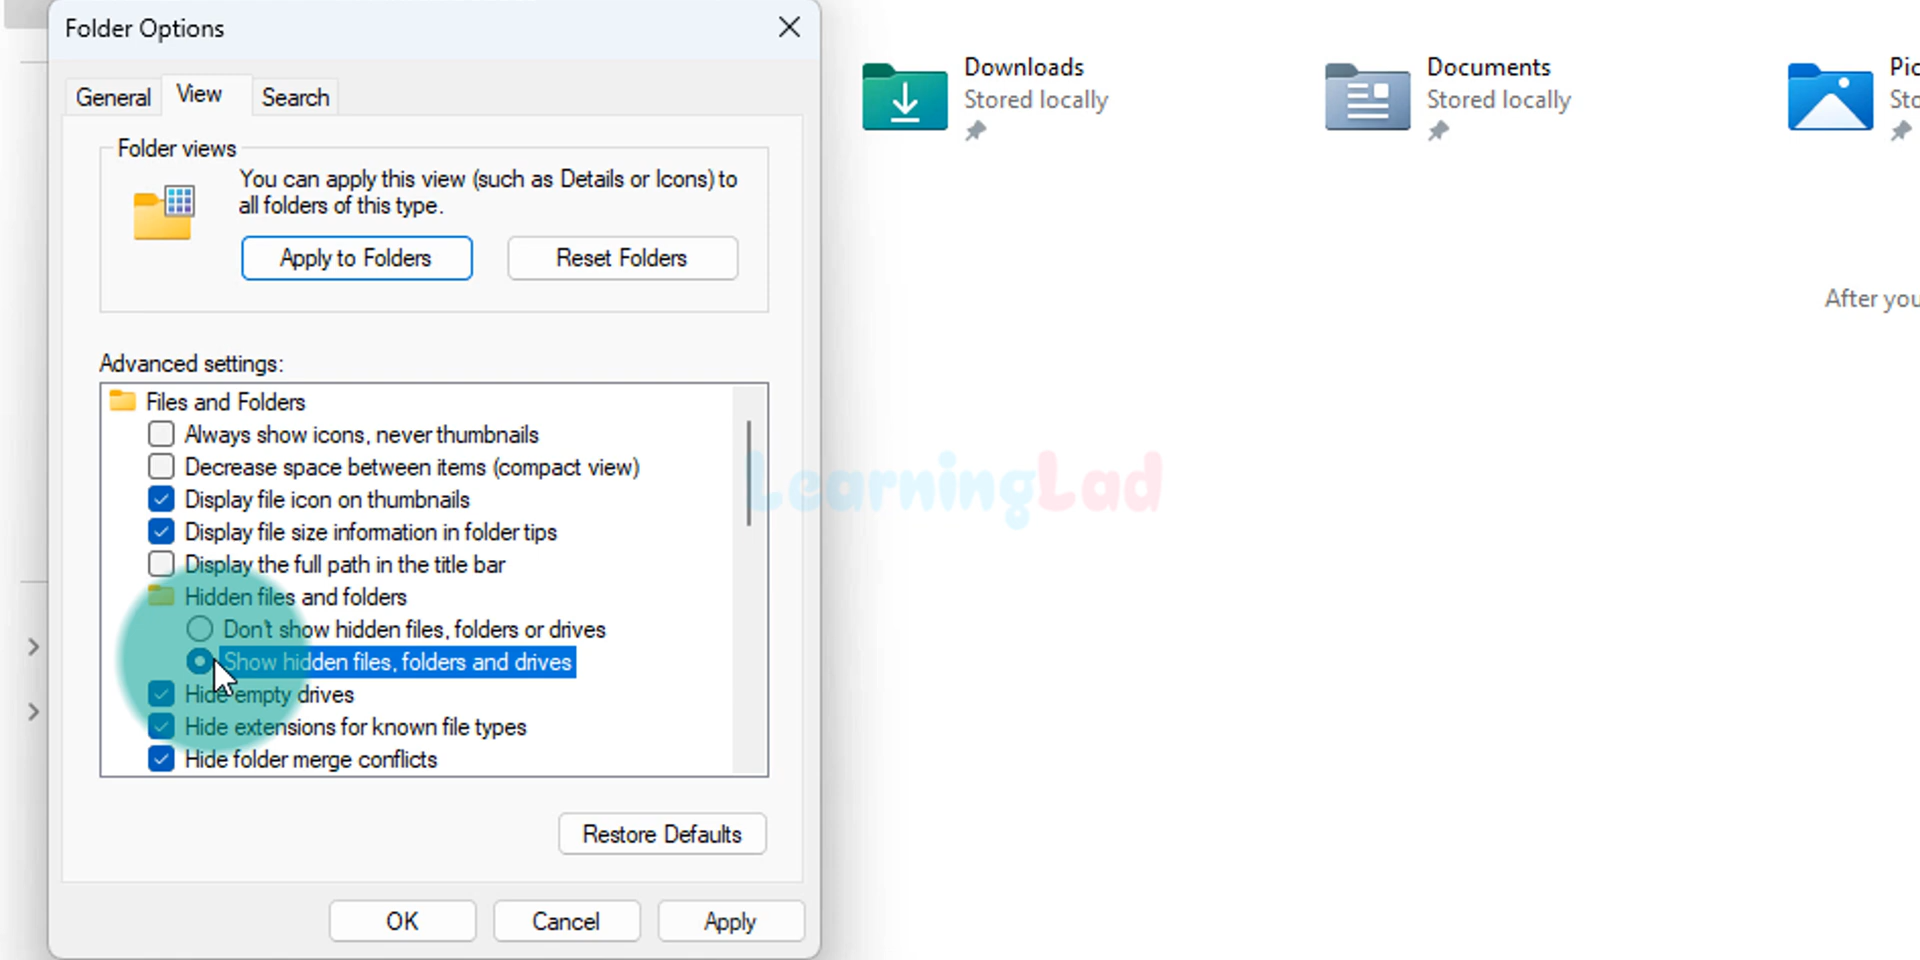 Folder Options
General
View
Search
Folder views
You can apply this view (such as Details or Icons) to
all folders of this type.
Apply to Folders
Reset Folders
Advanced settings:
Files and Folders
Always show icons, never thumbnails
Decrease space between items (compact view)
Display file icon on thumbnails
Display file size information in folder tips
Display the full path in the title bar
Hidden files and folders
Don't show hidden files, folders or drives
Show hidden files, folders and drives
Hide empty drives
Hide extensions for known file types
Hide folder merge conflicts
Restore Defaults
OK
Cancel
Apply
Downloads
Stored locally
Documents
Stored locally
After
LearningLad